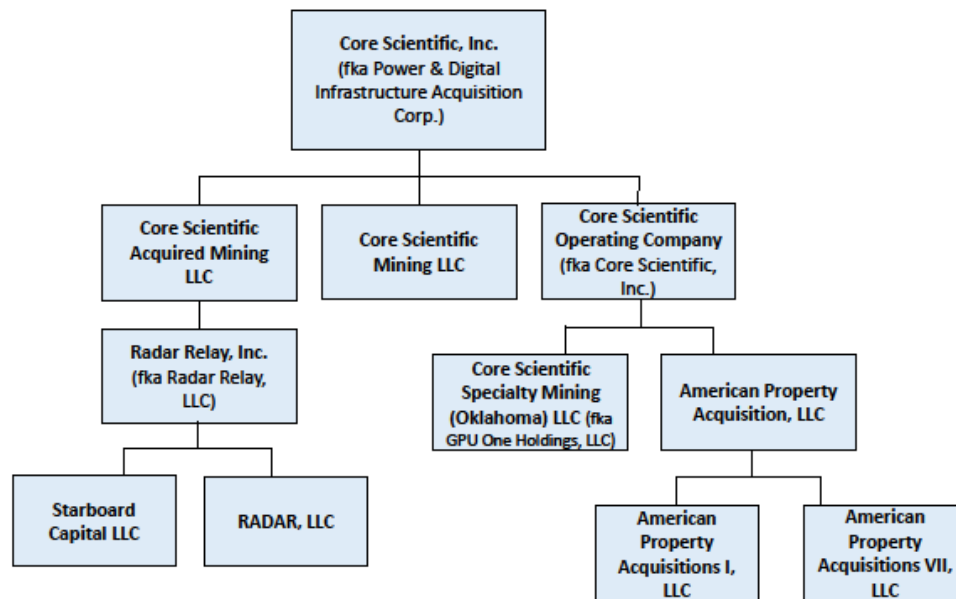 Core Scientific, Inc.
(fka Power & Digital
Infrastructure Acquisition
Corp.)
Core Scientific
Acquired Mining
LLC
Core Scientific
Mining LLC
Core Scientific
Operating Company
(fka Core Scientific,
Inc.)
Radar Relay, Inc.
(fka Radar Relay,
LLC)
Core Scientific
Specialty Mining
(Oklahoma) LLC (fka
GPU One Holdings, LLC)
American Property
Acquisition, LLC
Starboard
Capital LLC
RADAR, LLC
American
Property
Acquisitions I,
LLC
American
Property
Acquisitions VII,
LLC